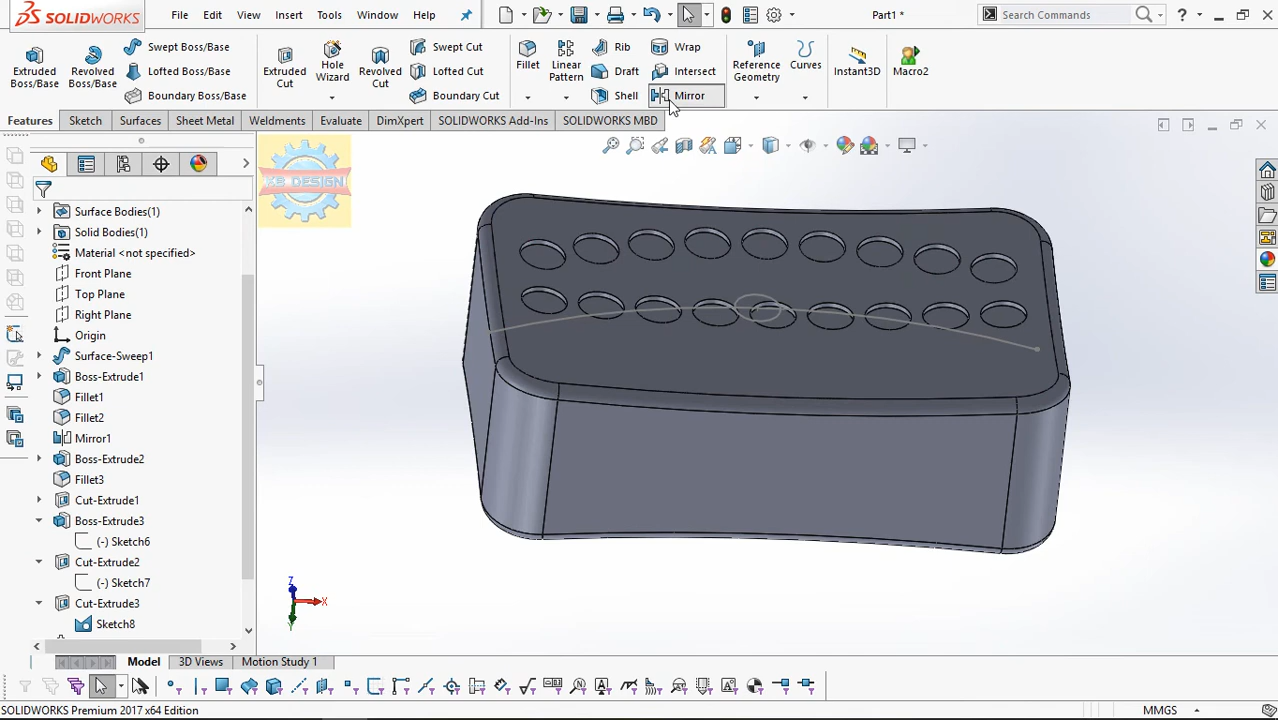 SOLIDWORKS
File Edit View Insert Tools Window Help
Part1 *
Search Commands
?
Extruded Boss/Base
Revolved Boss/Base
Swept Boss/Base
Lofted Boss/Base
Boundary Boss/Base
Extruded Cut
Hole Wizard
Revolved Cut
Swept Cut
Lofted Cut
Boundary Cut
Fillet
Linear Pattern
Rib
Draft
Shell
Wrap
Intersect
Mirror
Reference Geometry
Curves
Instant3D
Macro2
Features Sketch Surfaces Sheet Metal Weldments Evaluate DimXpert SOLIDWORKS Add-Ins SOLIDWORKS MBD
KB DESIGN
Surface Bodies(1)
Solid Bodies(1)
Material <not specified>
Front Plane
Top Plane
Right Plane
Origin
Surface-Sweep1
Boss-Extrude1
Fillet1
Fillet2
Mirror1
Boss-Extrude2
Fillet3
Cut-Extrude1
Boss-Extrude3
(-) Sketch6
Cut-Extrude2
(-) Sketch7
Cut-Extrude3
Sketch8
Z
X
Y
Model 3D Views Motion Study 1
SOLIDWORKS Premium 2017 x64 Edition
MMGS